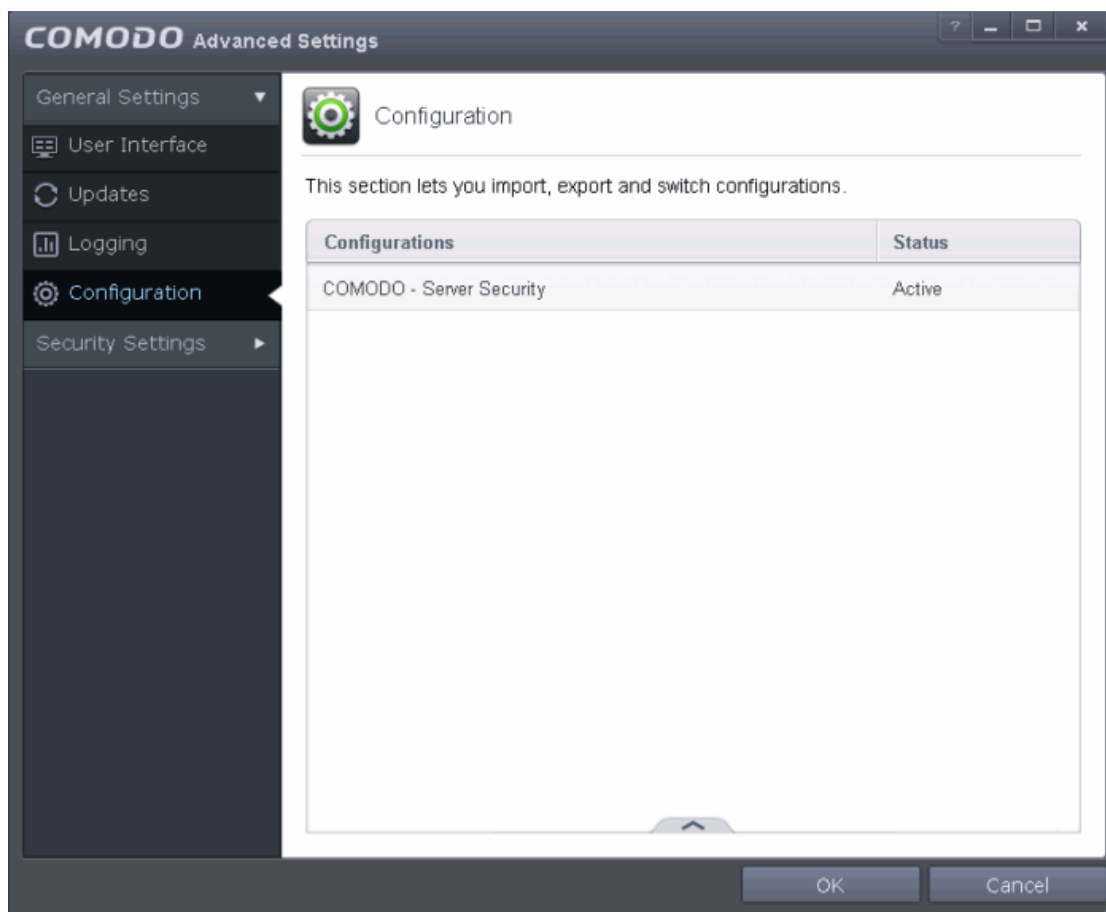 COMODO Advanced Settings
?
General Settings
User Interface
Updates
Logging
Configuration
Security Settings
Configuration
This section lets you import, export and switch configurations.
Configurations Status
COMODO - Server Security Active
OK Cancel